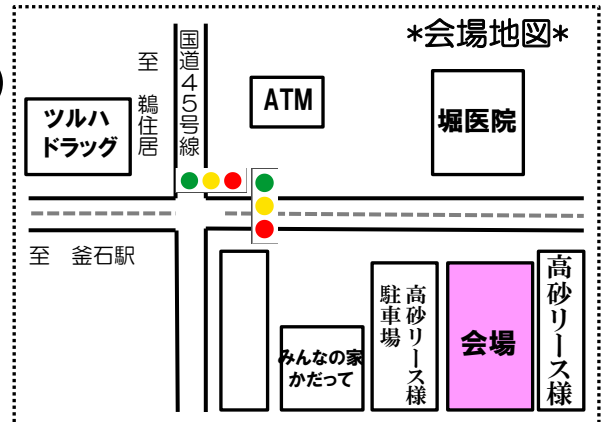 *会場地図*
国道45号線
至 鵜住居
ATM
堀医院
ツルハ
ドラッグ
至 釜石駅
みんなの家
かだって
高砂リース様
駐車場
会場
高砂リース様